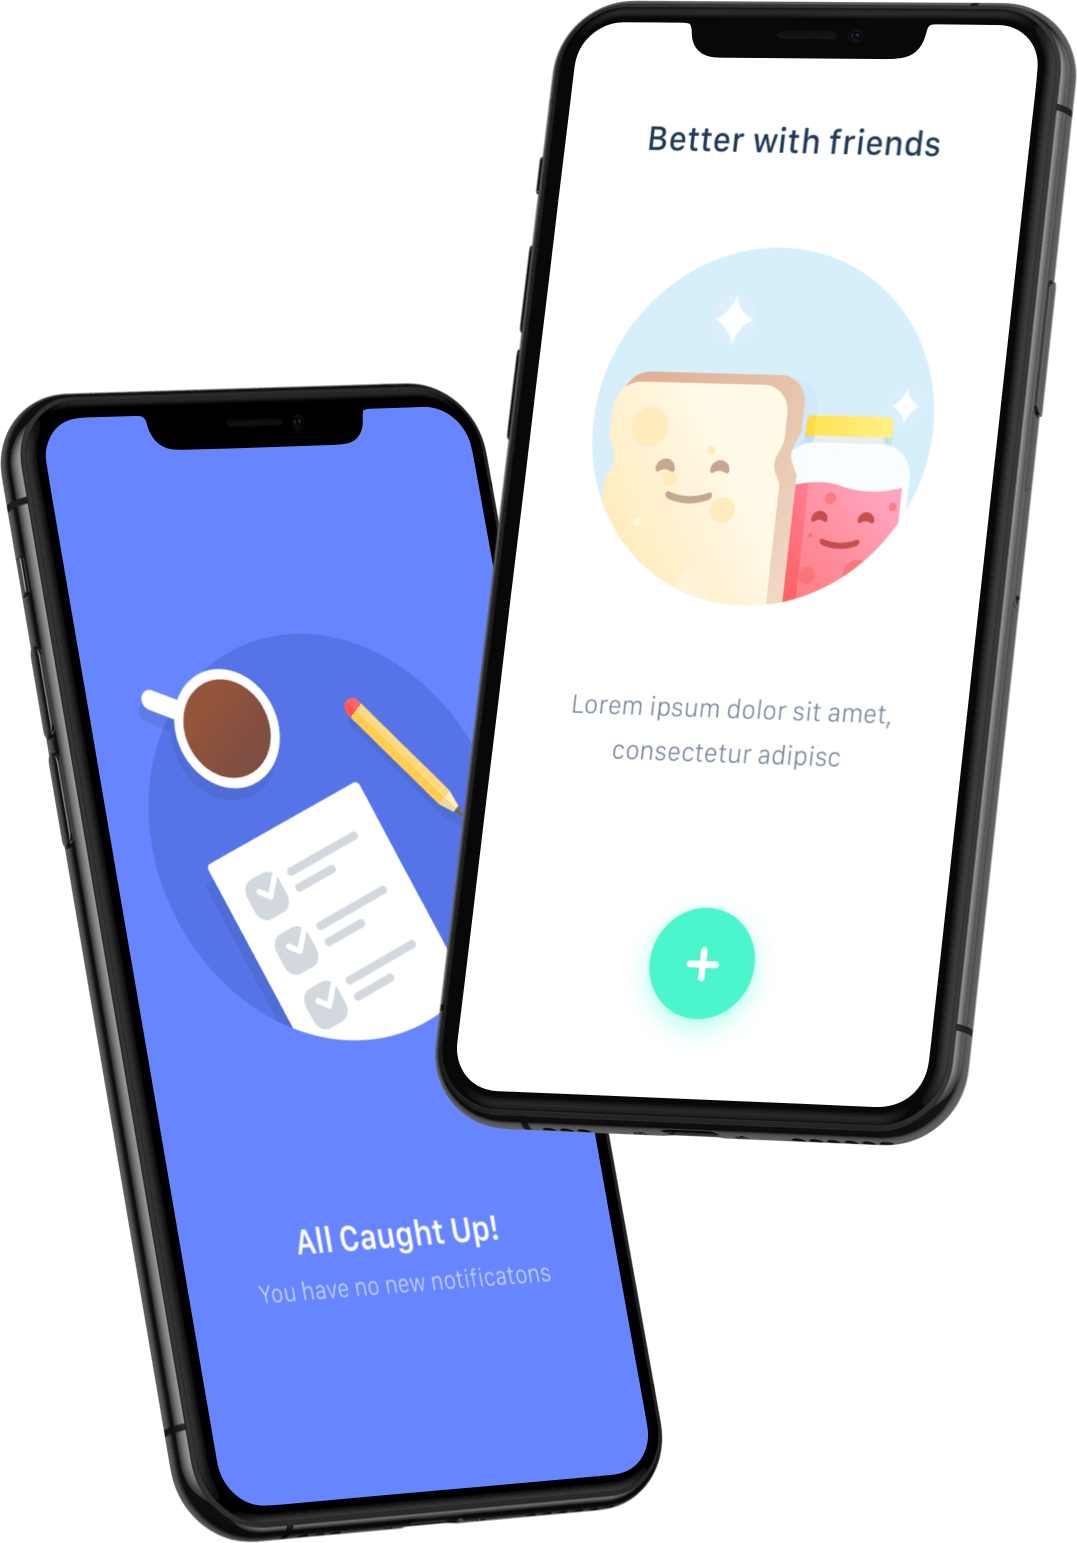 Better with friends
Lorem ipsum dolor sit amet,
consectetur adipisc
All Caught Up!
You have no new notificatons